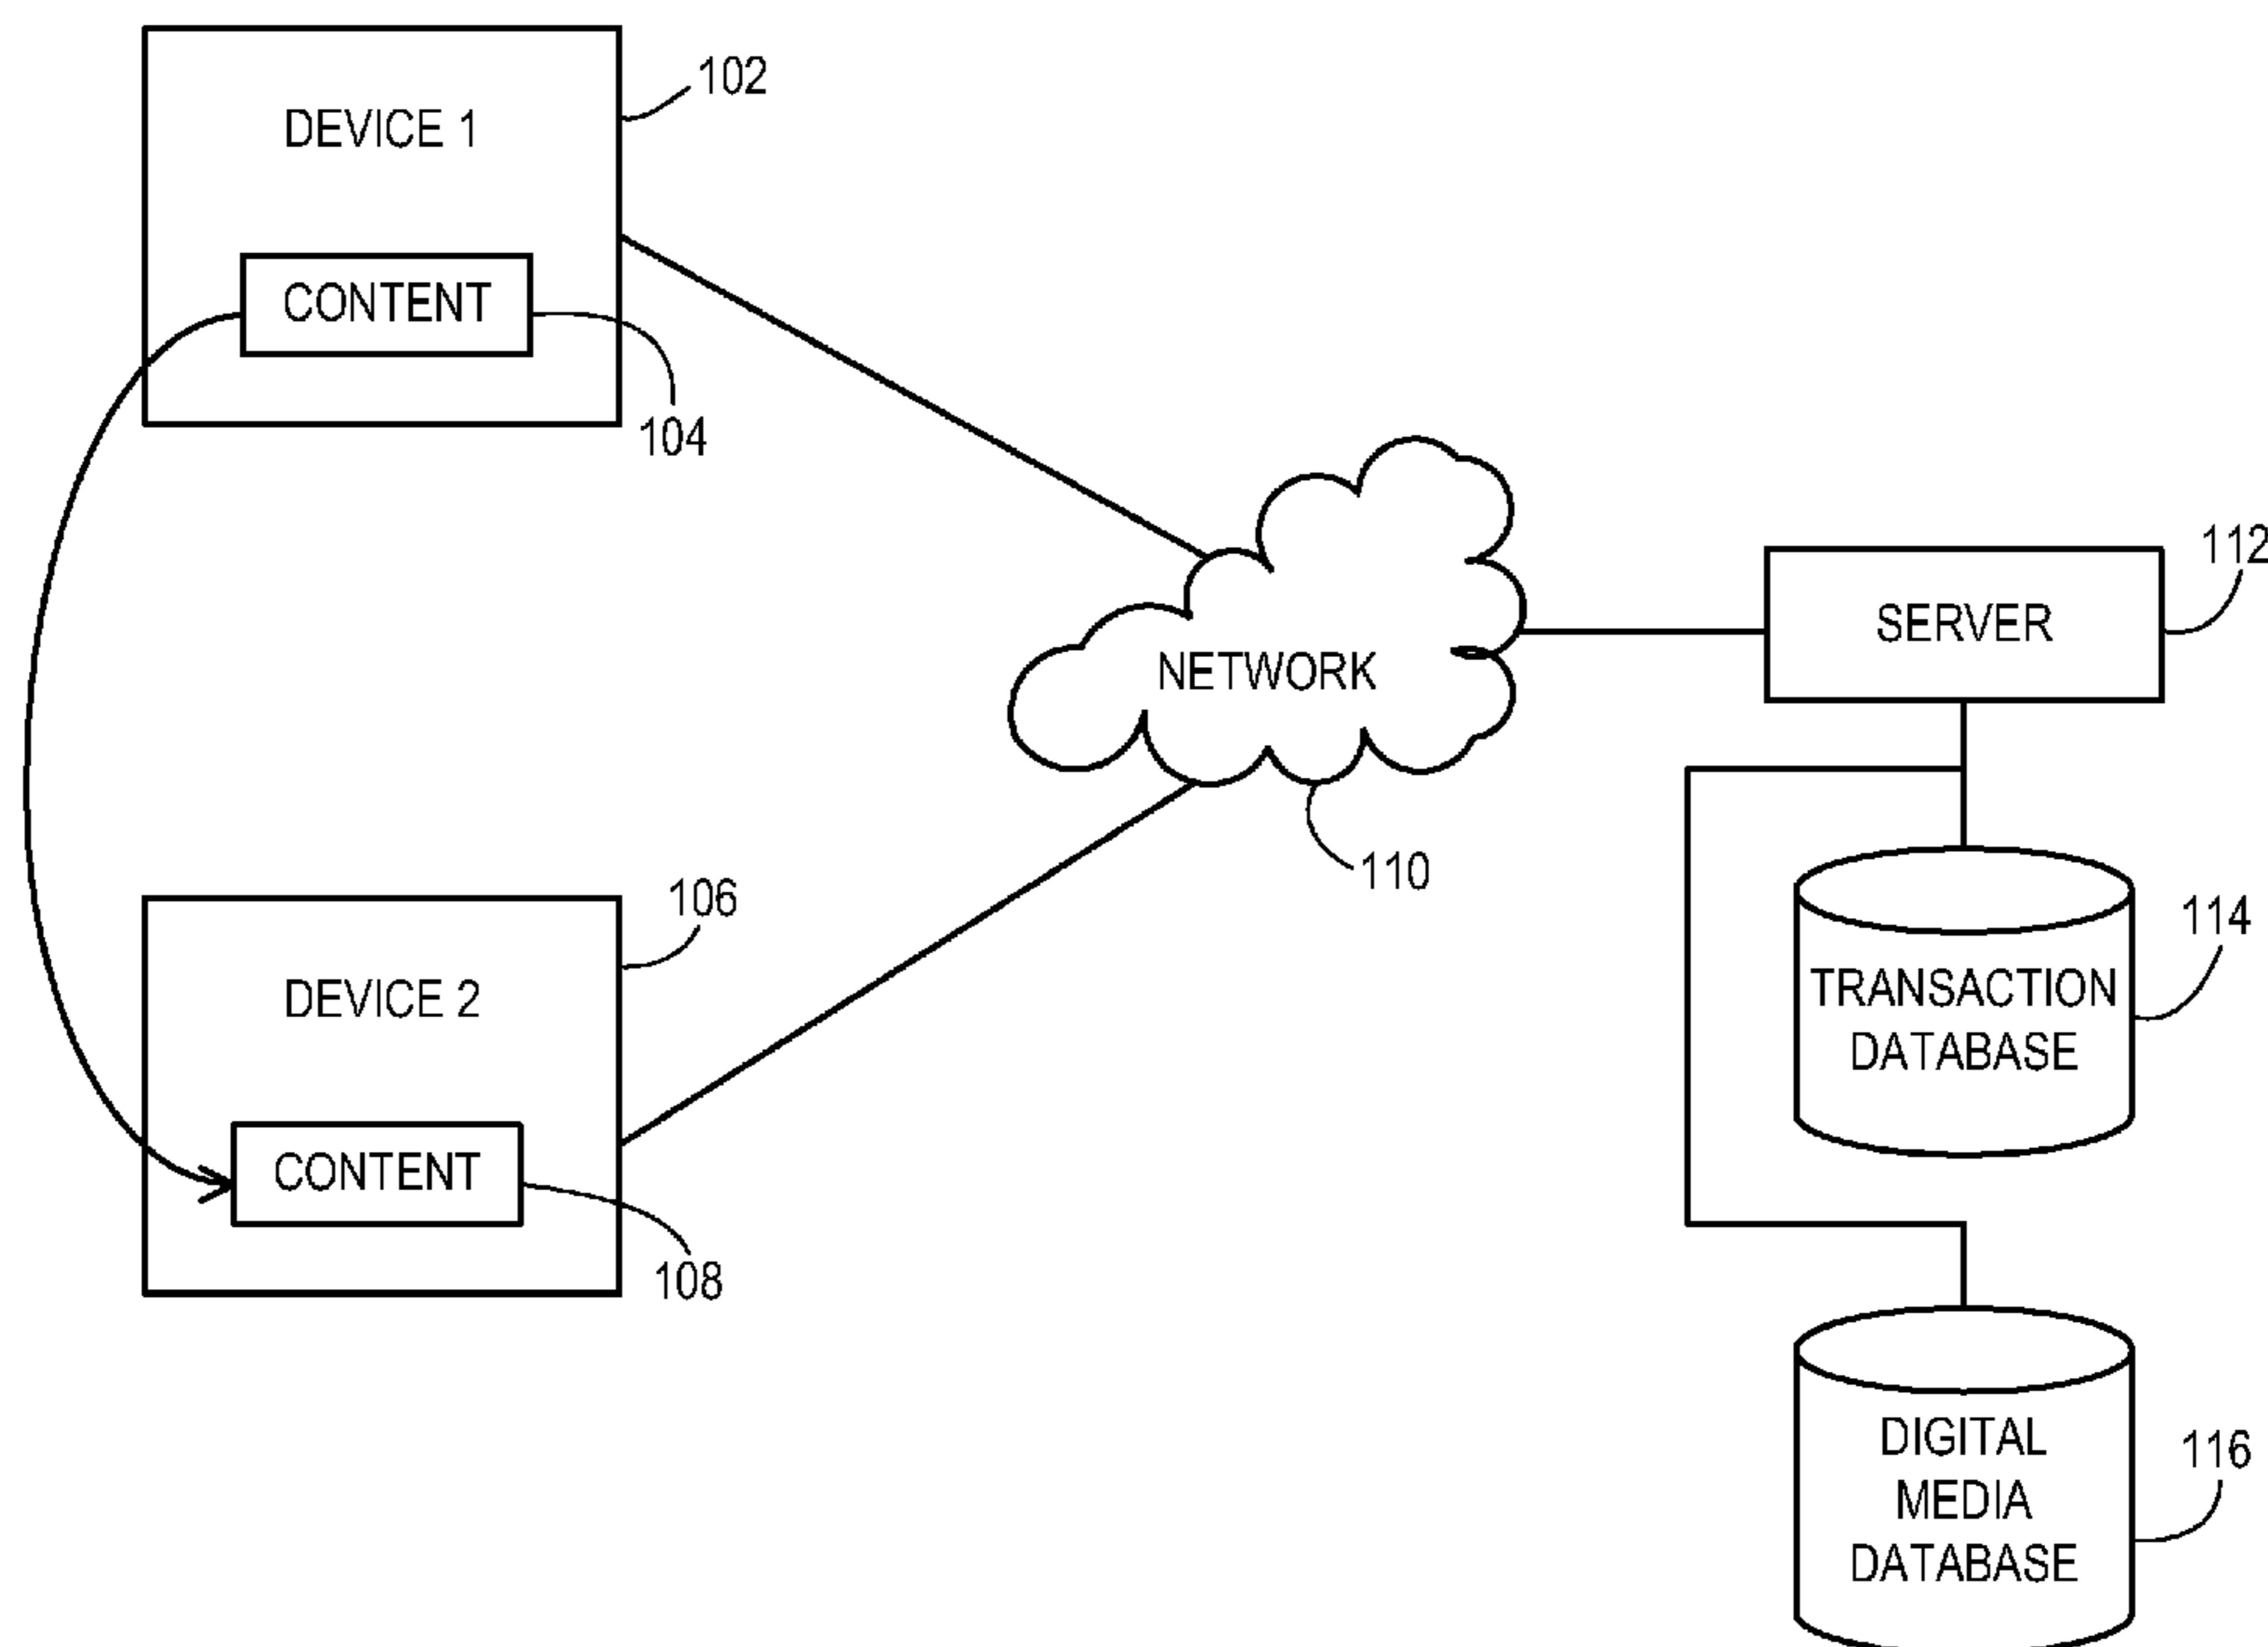 DEVICE 1
102
CONTENT
104
NETWORK
110
SERVER
112
DEVICE 2
106
CONTENT
108
TRANSACTION
DATABASE
114
DIGITAL
MEDIA
DATABASE
116